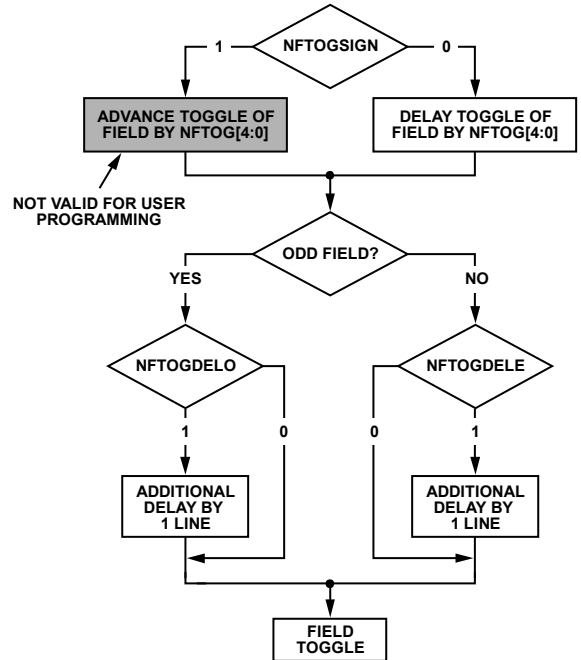 NFTOGSIGN
1
0
ADVANCE TOGGLE OF
FIELD BY NFTOG[4:0]
DELAY TOGGLE OF
FIELD BY NFTOG[4:0]
NOT VALID FOR USER
PROGRAMMING
ODD FIELD?
YES
NO
NFTOGDELO
NFTOGDELE
1
0
0
1
ADDITIONAL
DELAY BY
1 LINE
ADDITIONAL
DELAY BY
1 LINE
FIELD
TOGGLE